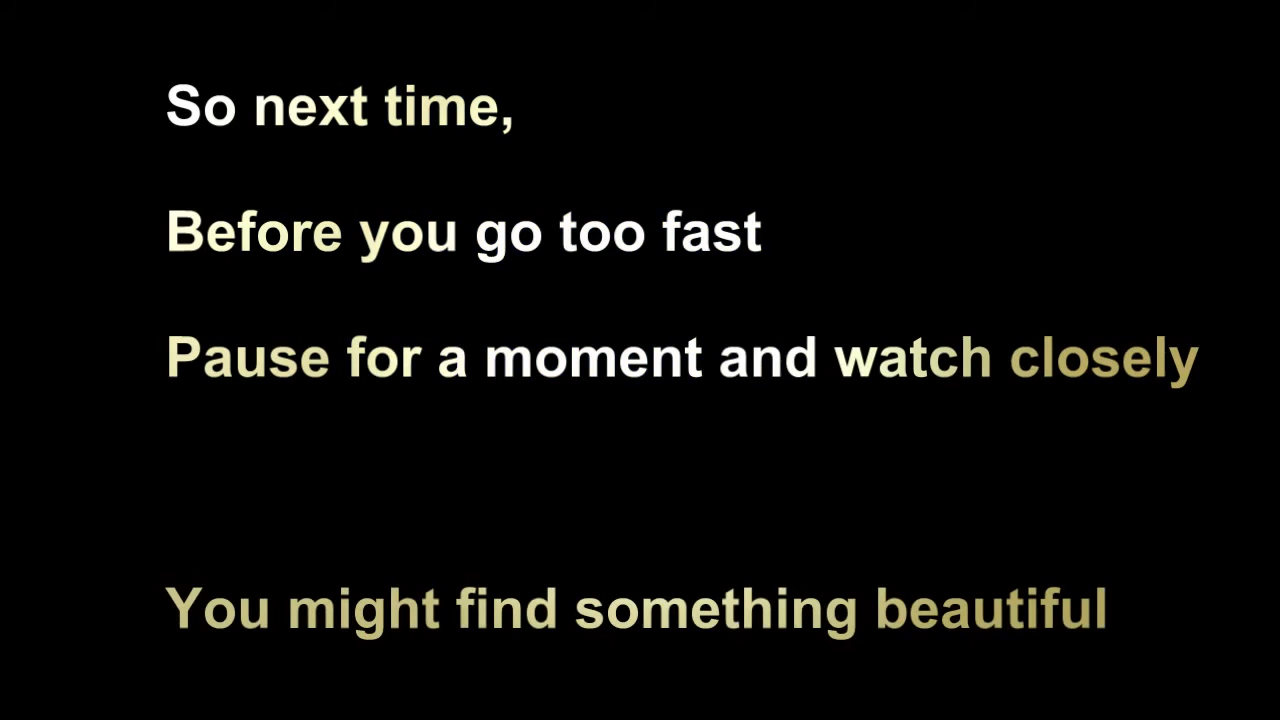 So next time,
Before you go too fast
Pause for a moment and watch closely
You might find something beautiful